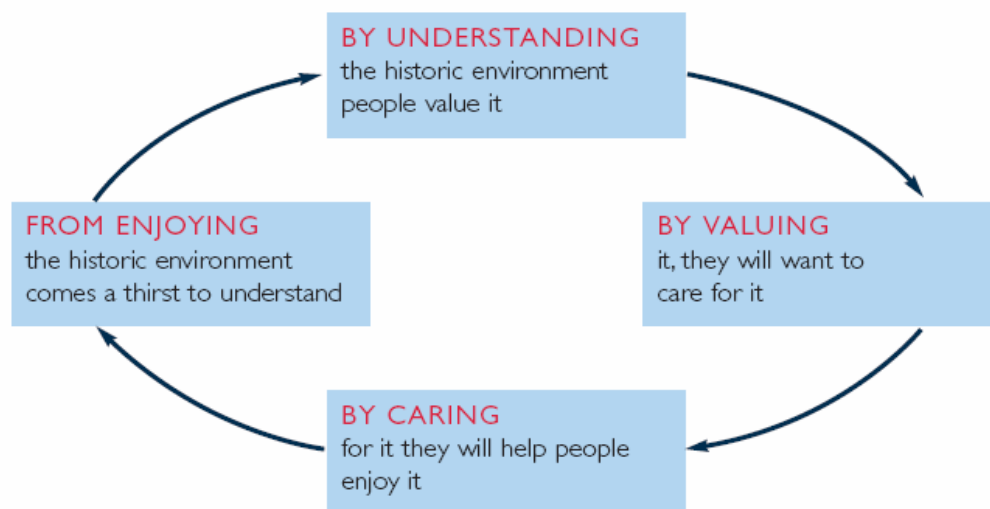 BY UNDERSTANDING
the historic environment
people value it
BY VALUING
it, they will want to
care for it
BY CARING
for it they will help people
enjoy it
FROM ENJOYING
the historic environment
comes a thirst to understand